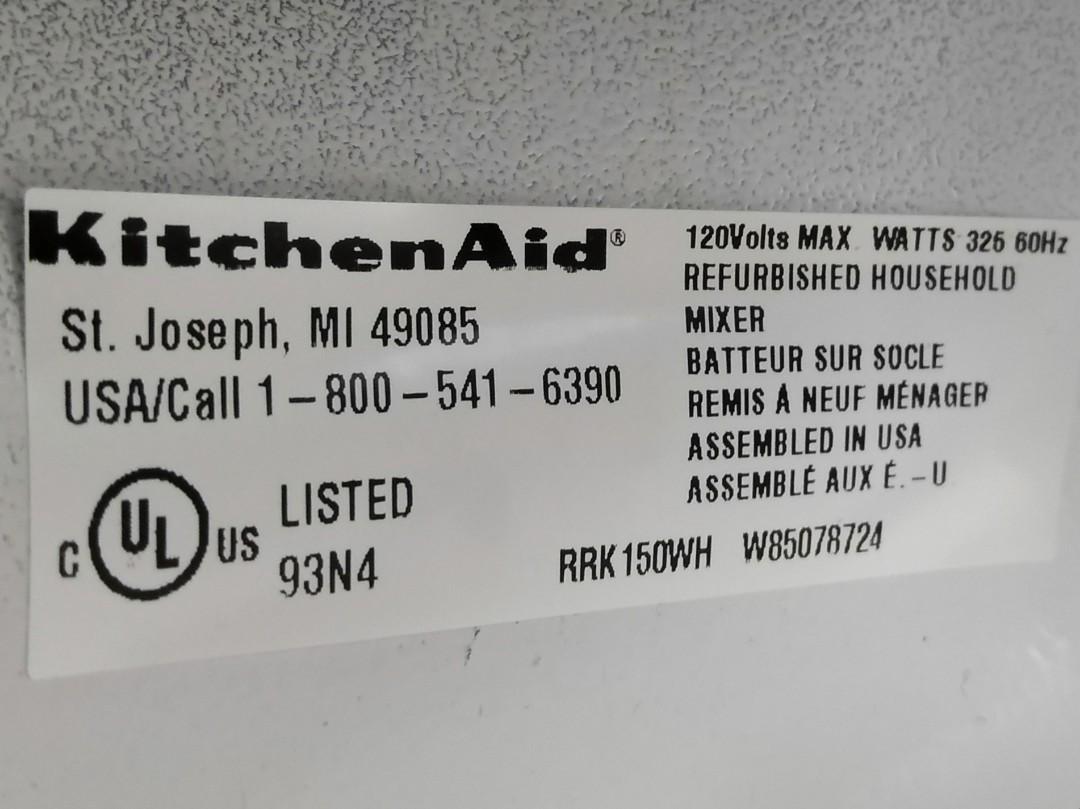 KitchenAid®
St. Joseph, MI 49085
USA/Call 1-800-541-6390
C UL US LISTED
93N4
120Volts MAX. WATTS 325 60Hz
REFURBISHED HOUSEHOLD
MIXER
BATTEUR SUR SOCLE
REMIS À NEUF MÉNAGER
ASSEMBLED IN USA
ASSEMBLÉ AUX É.-U
RRK150WH W85078724